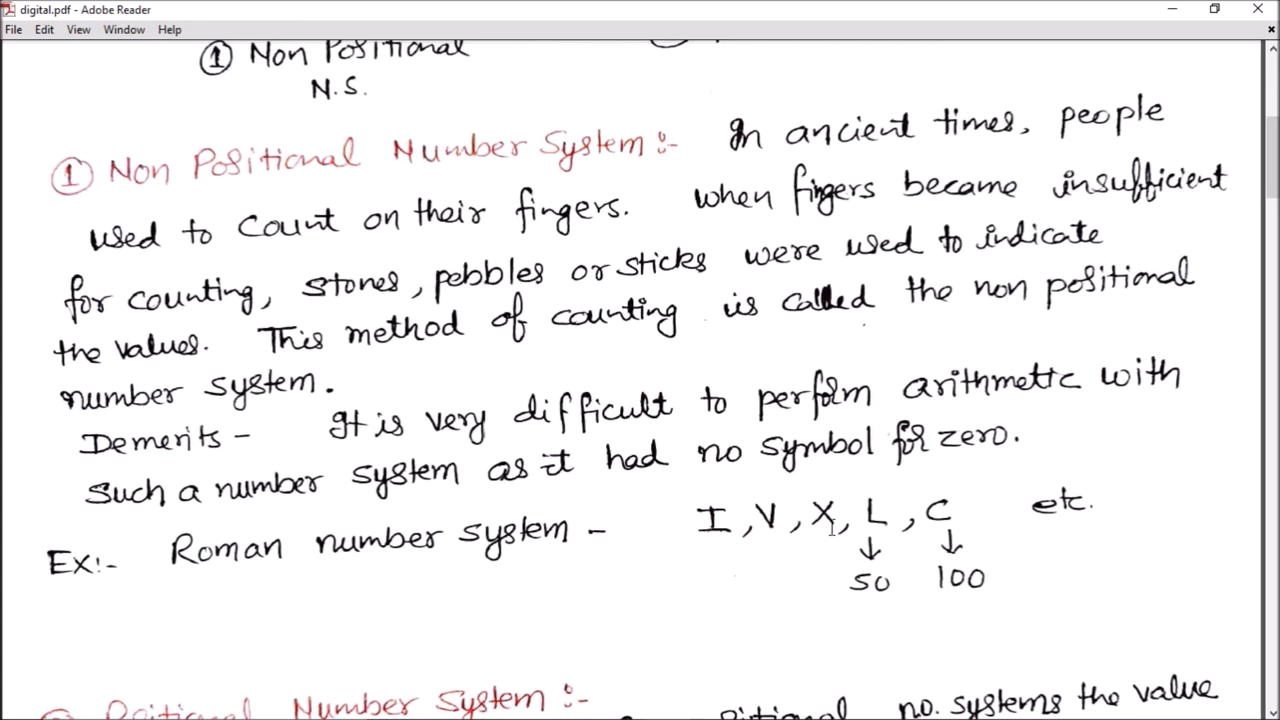 digital.pdf - Adobe Reader
File Edit View Window Help
① Non Positional
N.S.
① Non Positional Number System:- In ancient times, people
used to count on their fingers. When fingers became insufficient
for counting, stones, pebbles or sticks were used to indicate
the values. This method of counting is called the non positional
number system.
Demerits - It is very difficult to perform arithmetic with
Such a number system as it had no symbol for zero.
Ex:- Roman number system - I, V, X, L, C etc.
↓ ↓
50 100
Positional Number System :- no. systems the value